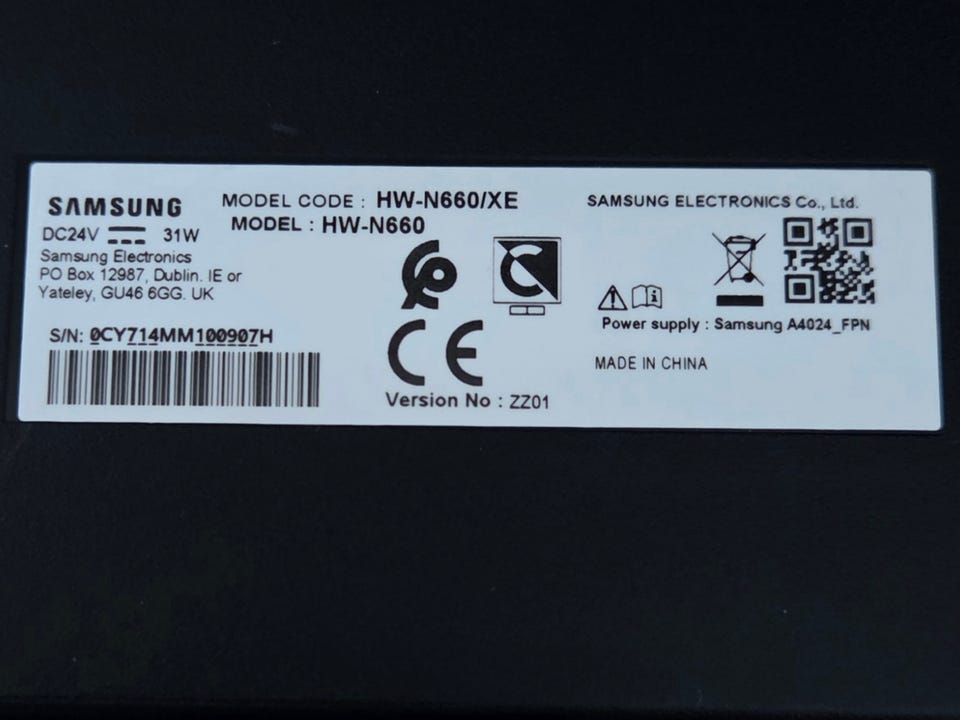 SAMSUNG
DC24V 31W
Samsung Electronics
PO Box 12987, Dublin. IE or
Yateley, GU46 6GG. UK
S/N: 0CY714MM100907H
MODEL CODE : HW-N660/XE
MODEL : HW-N660
CE
Version No : ZZ01
SAMSUNG ELECTRONICS Co., Ltd.
Power supply : Samsung A4024_FPN
MADE IN CHINA